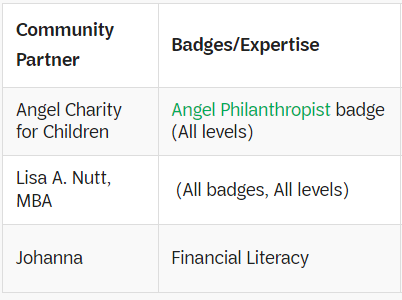 Community
Partner
Badges/Expertise
Angel Charity
for Children
Angel Philanthropist badge
(All levels)
Lisa A. Nutt,
MBA
(All badges, All levels)
Johanna
Financial Literacy